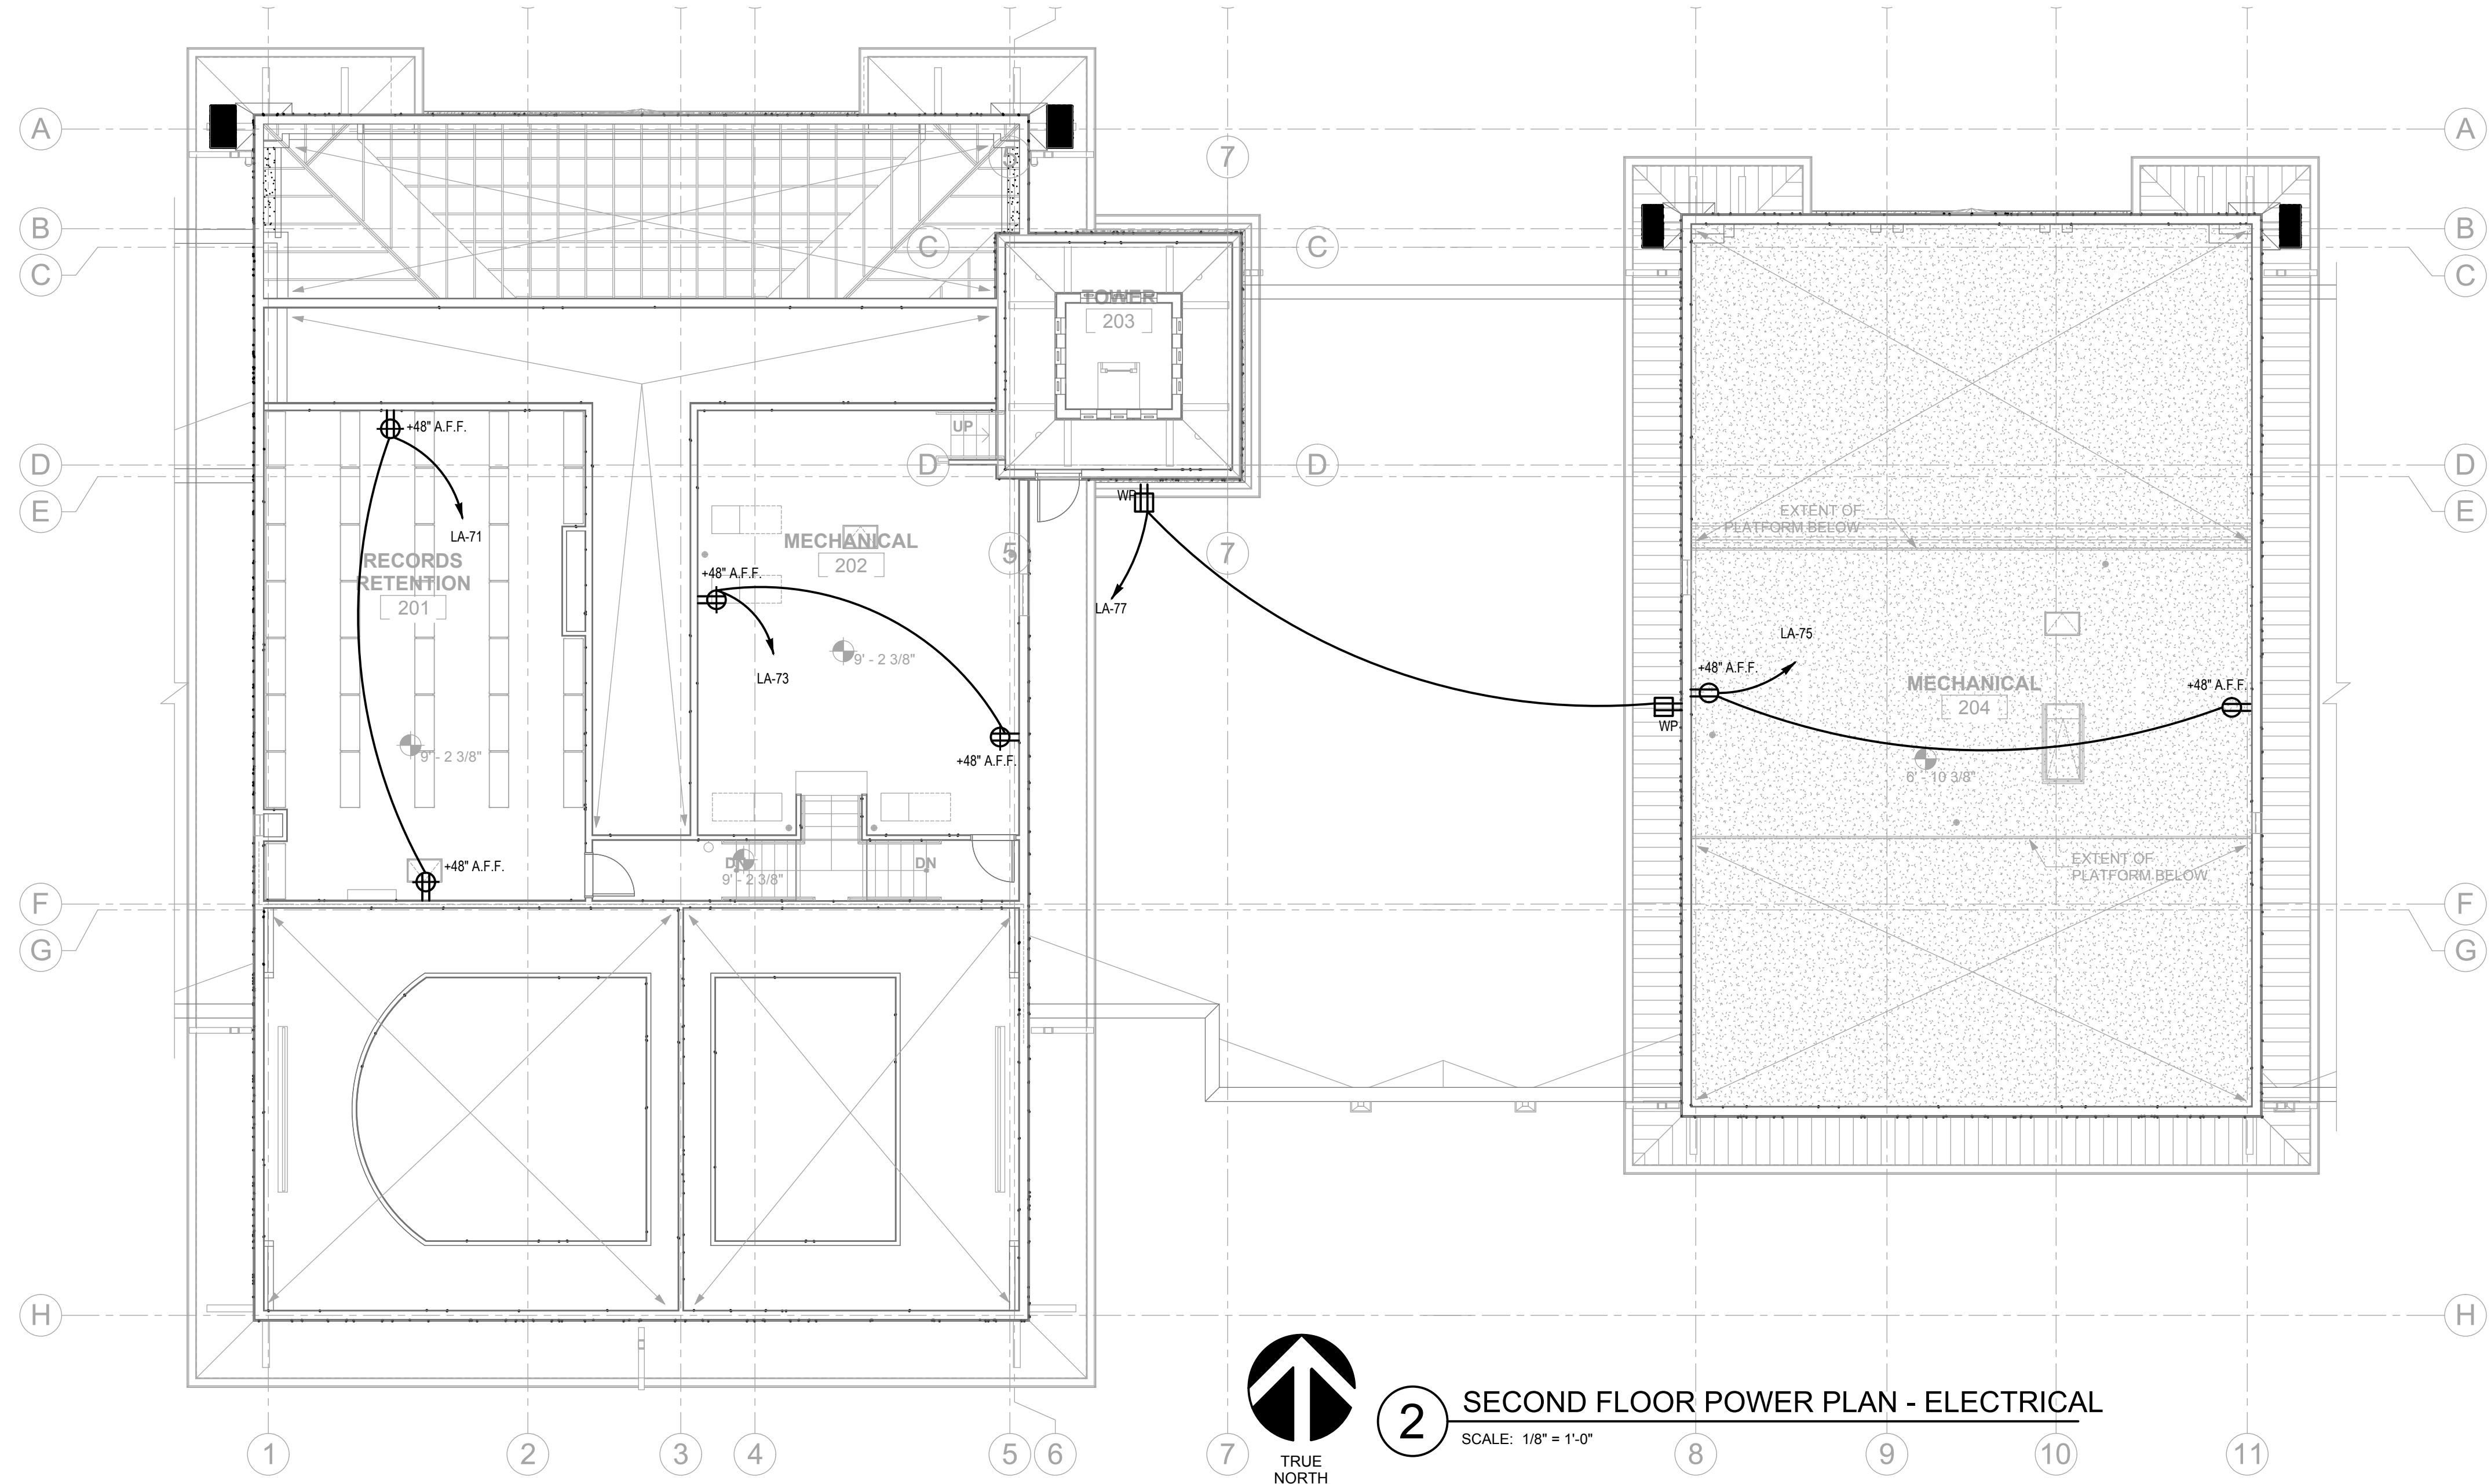 A
A
7
5
B
B
C
C
C
C
TOWER
203
+48" A.F.F.
UP
D
D
D
D
E
E
WP
EXTENT OF
PLATFORM BELOW
LA-71
MECHANICAL
202
5
7
RECORDS
RETENTION
201
+48" A.F.F.
LA-77
LA-75
9' - 2 3/8"
+48" A.F.F.
LA-73
MECHANICAL
204
+48" A.F.F.
WP
9' - 2 3/8"
+48" A.F.F.
6' - 10 3/8"
+48" A.F.F.
DN
DN
9' - 2 3/8"
EXTENT OF
PLATFORM BELOW
F
F
G
G
H
H
2
SECOND FLOOR POWER PLAN - ELECTRICAL
SCALE: 1/8" = 1'-0"
TRUE
NORTH
1
2
3
4
5
6
7
8
9
10
11